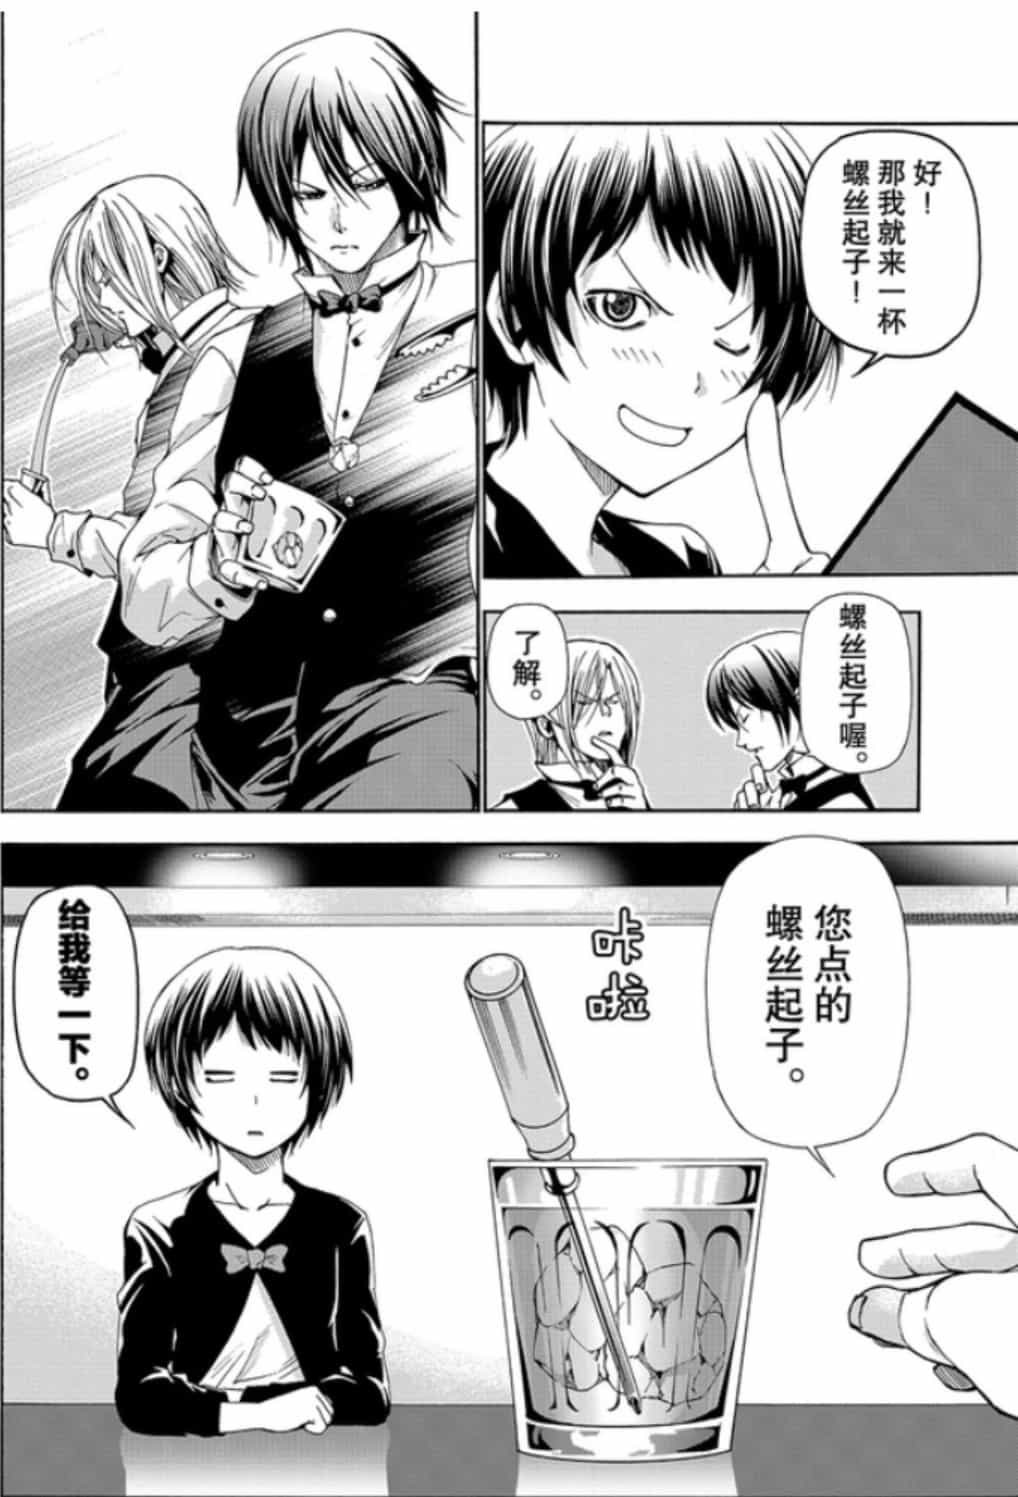 好！
那我就来一杯
螺丝起子！
螺丝起子喔。
了解。
您点的
螺丝起子。
咔
啦
给我等一下。